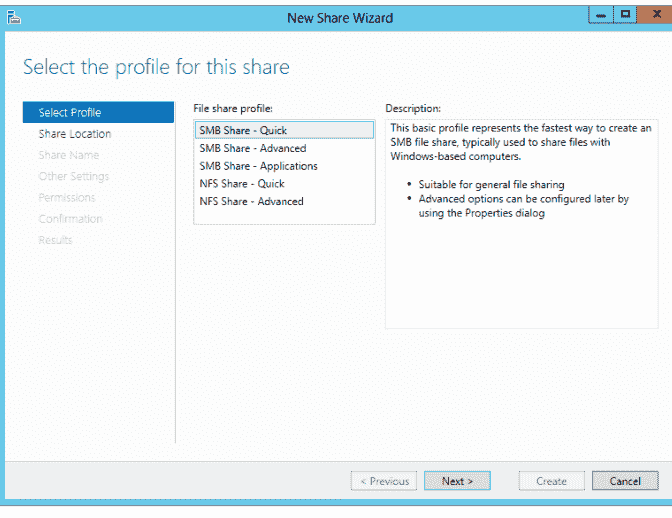 New Share Wizard
Select the profile for this share
Select Profile
Share Location
Share Name
Other Settings
Permissions
Confirmation
Results
File share profile:
SMB Share - Quick
SMB Share - Advanced
SMB Share - Applications
NFS Share - Quick
NFS Share - Advanced
Description:
This basic profile represents the fastest way to create an
SMB file share, typically used to share files with
Windows-based computers.
• Suitable for general file sharing
• Advanced options can be configured later by
using the Properties dialog
< Previous
Next >
Create
Cancel